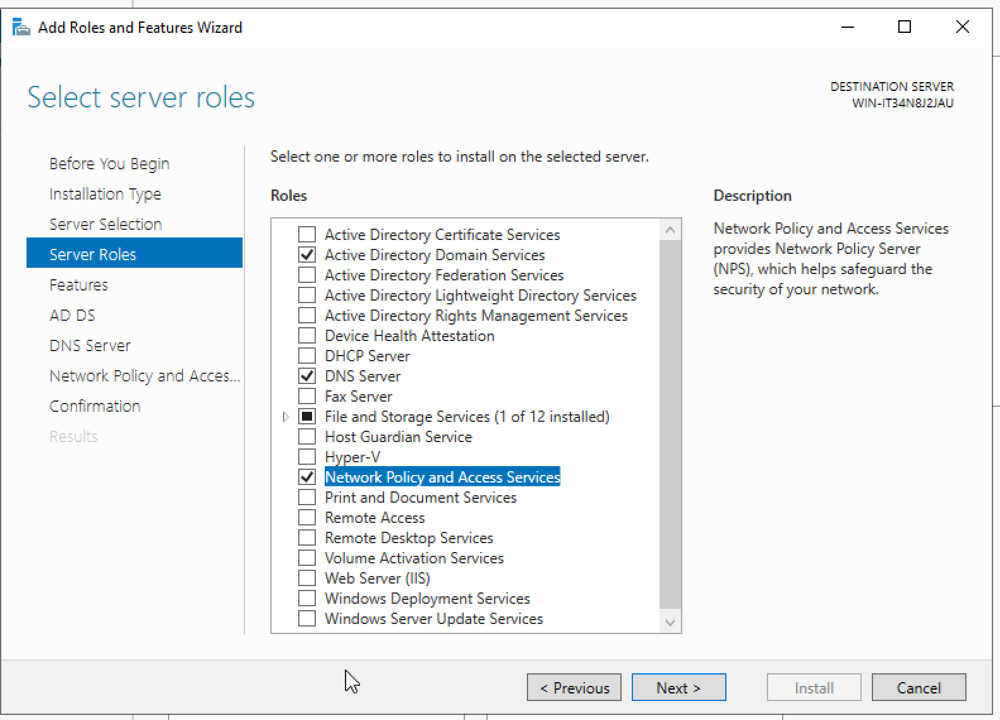 Add Roles and Features Wizard
Select server roles
DESTINATION SERVER
WIN-IT34N8J2JAU
Before You Begin
Installation Type
Server Selection
Server Roles
Features
AD DS
DNS Server
Network Policy and Acces...
Confirmation
Results
Select one or more roles to install on the selected server.
Roles
Active Directory Certificate Services
Active Directory Domain Services
Active Directory Federation Services
Active Directory Lightweight Directory Services
Active Directory Rights Management Services
Device Health Attestation
DHCP Server
DNS Server
Fax Server
File and Storage Services (1 of 12 installed)
Host Guardian Service
Hyper-V
Network Policy and Access Services
Print and Document Services
Remote Access
Remote Desktop Services
Volume Activation Services
Web Server (IIS)
Windows Deployment Services
Windows Server Update Services
Description
Network Policy and Access Services
provides Network Policy Server
(NPS), which helps safeguard the
security of your network.
< Previous
Next >
Install
Cancel